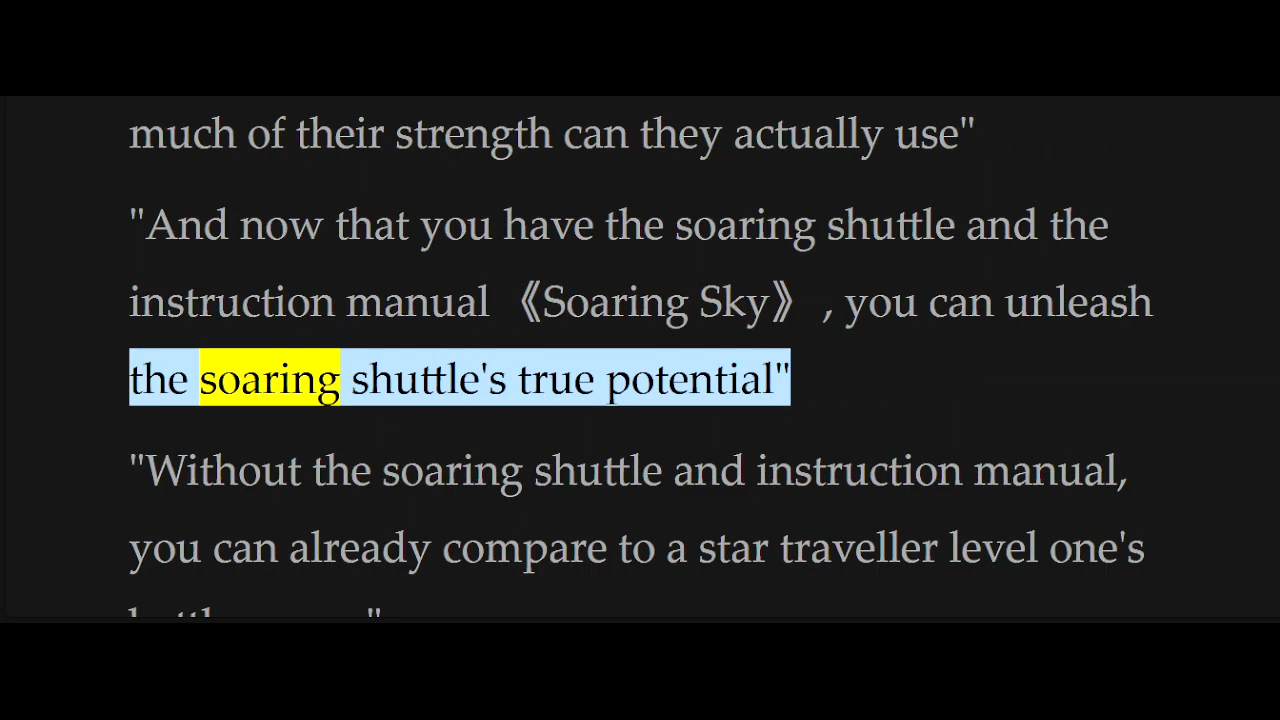 much of their strength can they actually use"
"And now that you have the soaring shuttle and the
instruction manual 《Soaring Sky》 , you can unleash
the soaring shuttle's true potential"
"Without the soaring shuttle and instruction manual,
you can already compare to a star traveller level one's